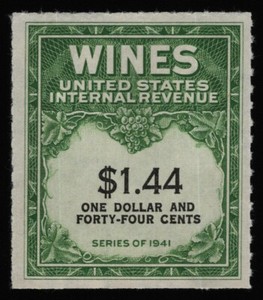 WINES
UNITED STATES
INTERNAL REVENUE
$1.44
ONE DOLLAR AND
FORTY-FOUR CENTS
SERIES OF 1941